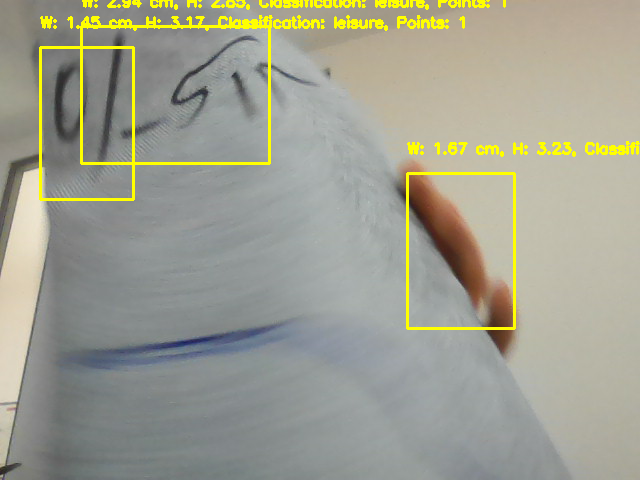 W: 2.94 cm, H: 2.85, Classification: leisure, Points: 1
W: 1.45 cm, H: 3.17, Classification: leisure, Points: 1
W: 1.67 cm, H: 3.23, Classifi